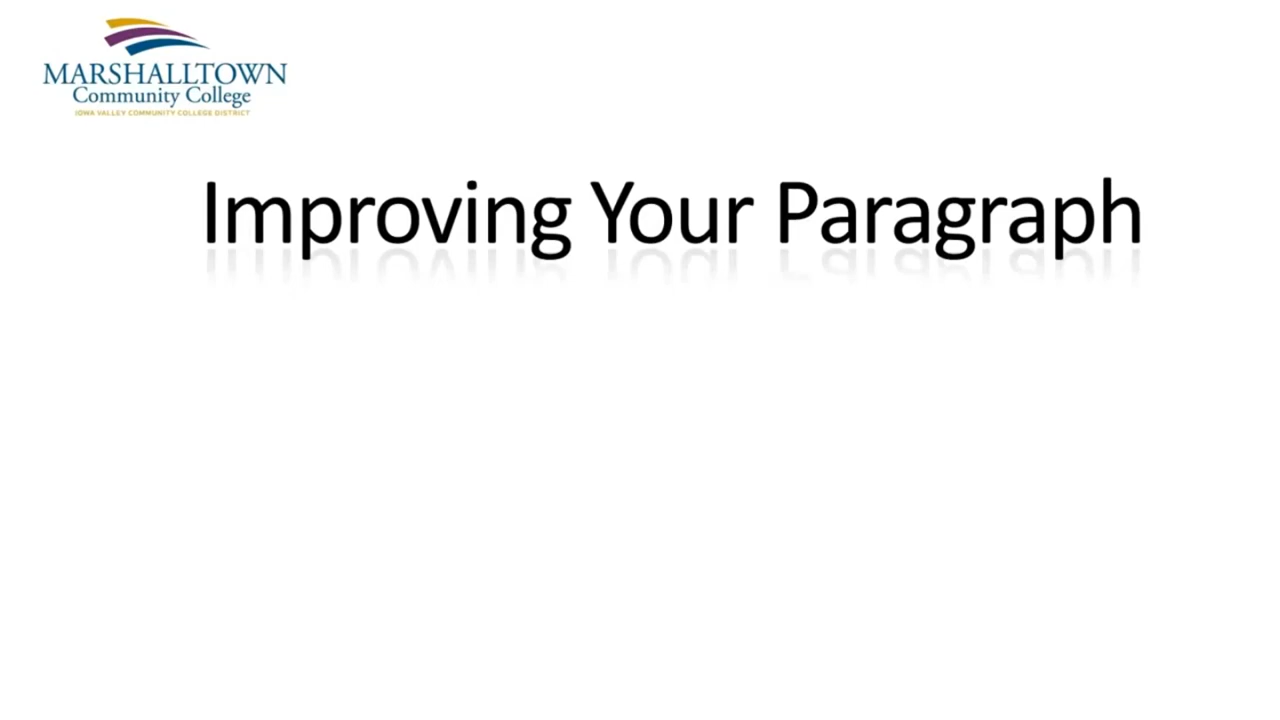 MARSHALLTOWN
Community College
IOWA VALLEY COMMUNITY COLLEGE DISTRICT
Improving Your Paragraph